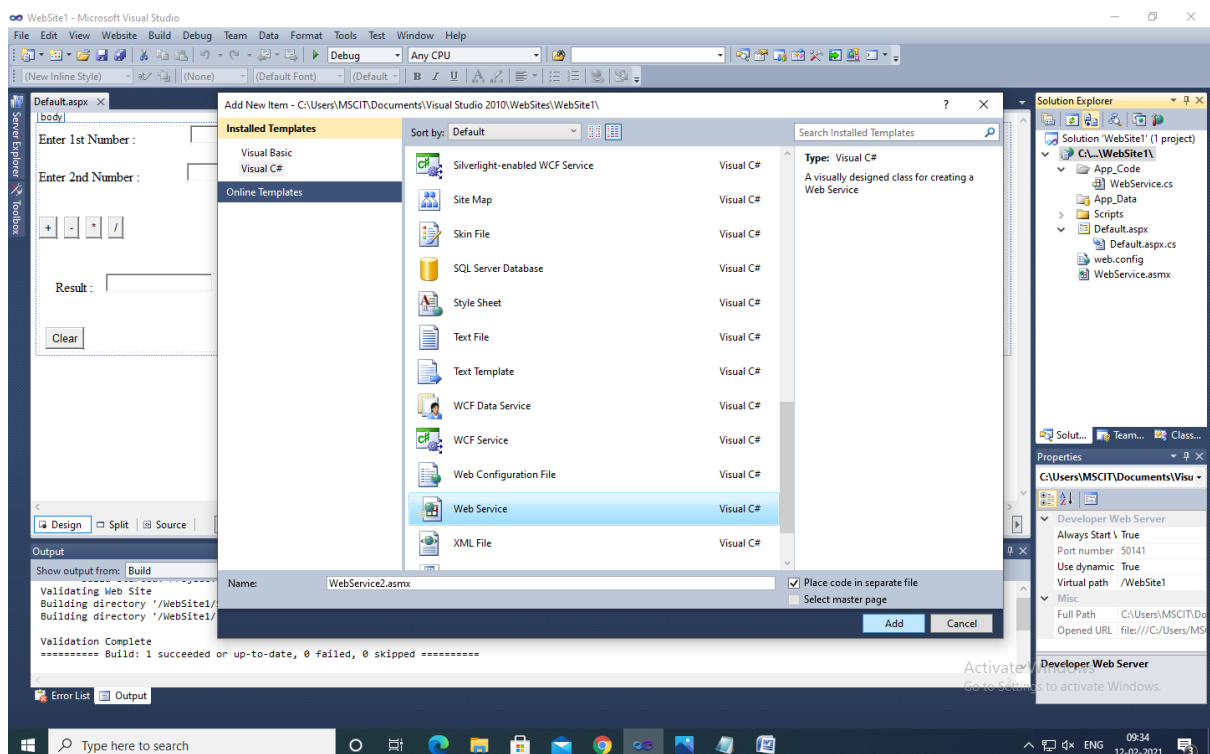 WebSite1 - Microsoft Visual Studio
File Edit View Website Build Debug Team Data Format Tools Test Window Help
Debug Any CPU
(New Inline Style) (None) (Default Font) (Default B I U A
Default.aspx
body
Enter 1st Number :
Enter 2nd Number :
+ - * /
Result :
Clear
Server Explorer
Toolbox
Design Split Source
Add New Item - C:\Users\MSCIT\Documents\Visual Studio 2010\WebSites\WebSite1\
Installed Templates
Visual Basic
Visual C#
Online Templates
Sort by: Default
Search Installed Templates
Silverlight-enabled WCF Service Visual C#
Site Map Visual C#
Skin File Visual C#
SQL Server Database Visual C#
Style Sheet Visual C#
Text File Visual C#
Text Template Visual C#
WCF Data Service Visual C#
WCF Service Visual C#
Web Configuration File Visual C#
Web Service Visual C#
XML File Visual C#
Type: Visual C#
A visually designed class for creating a
Web Service
Name: WebService2.asmx
Place code in separate file
Select master page
Add Cancel
Solution Explorer
Solution 'WebSite1' (1 project)
C:\...\WebSite1\
App_Code
WebService.cs
App_Data
Scripts
Default.aspx
Default.aspx.cs
web.config
WebService.asmx
Solut... Team... Class...
Properties
C:\Users\MSCIT\Documents\Visu
Developer Web Server
Always Start \ True
Port number 50141
Use dynamic True
Virtual path /WebSite1
Misc
Full Path C:\Users\MSCIT\Do
Opened URL file:///C:/Users/MS
Developer Web Server
Output
Show output from: Build
Validating Web Site
Building directory '/WebSite1/
Building directory '/WebSite1/
Validation Complete
========== Build: 1 succeeded or up-to-date, 0 failed, 0 skipped ==========
Error List Output
Activate Windows
Go to Settings to activate Windows.
Type here to search
ENG
09:34
12-02-2021